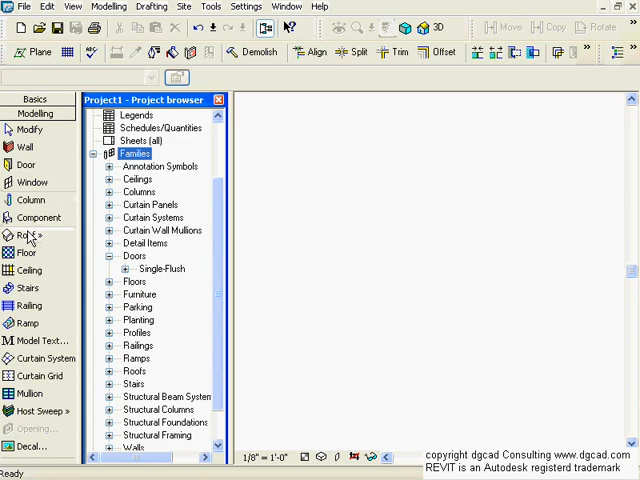 File Edit View Modelling Drafting Site Tools Settings Window Help
Move Copy Rotate
Plane Demolish Align Split Trim Offset
3D
Basics
Modelling
Modify
Wall
Door
Window
Column
Component
Roof »
Floor
Ceiling
Stairs
Railing
Ramp
Model Text...
Curtain System
Curtain Grid
Mullion
Host Sweep »
Opening...
Decal...
Project1 - Project browser
Legends
Schedules/Quantities
Sheets (all)
Families
Annotation Symbols
Ceilings
Columns
Curtain Panels
Curtain Systems
Curtain Wall Mullions
Detail Items
Doors
Single-Flush
Floors
Furniture
Parking
Planting
Profiles
Railings
Ramps
Roofs
Stairs
Structural Beam System
Structural Columns
Structural Foundations
Structural Framing
Walls
1/8" = 1'-0"
Ready
copyright dgcad Consulting www.dgcad.com
REVIT is an Autodesk registerd trademark